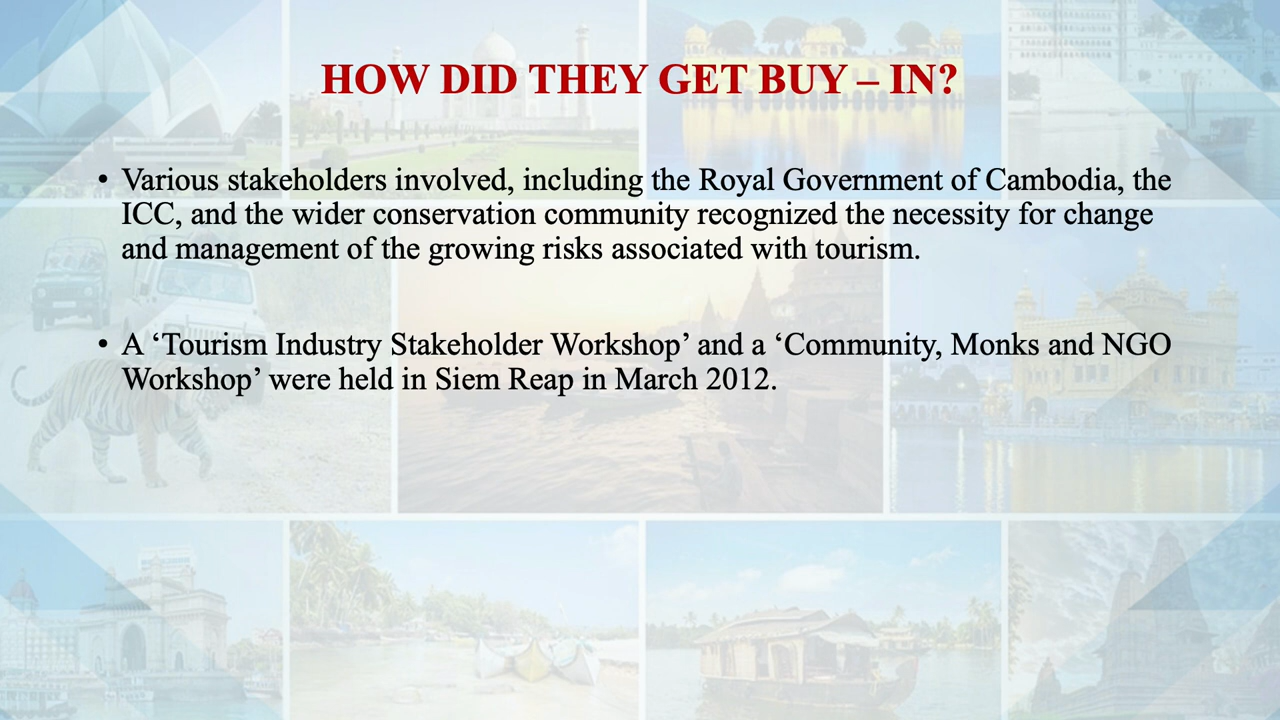 HOW DID THEY GET BUY – IN?
• Various stakeholders involved, including the Royal Government of Cambodia, the
ICC, and the wider conservation community recognized the necessity for change
and management of the growing risks associated with tourism.
• A ‘Tourism Industry Stakeholder Workshop’ and a ‘Community, Monks and NGO
Workshop’ were held in Siem Reap in March 2012.